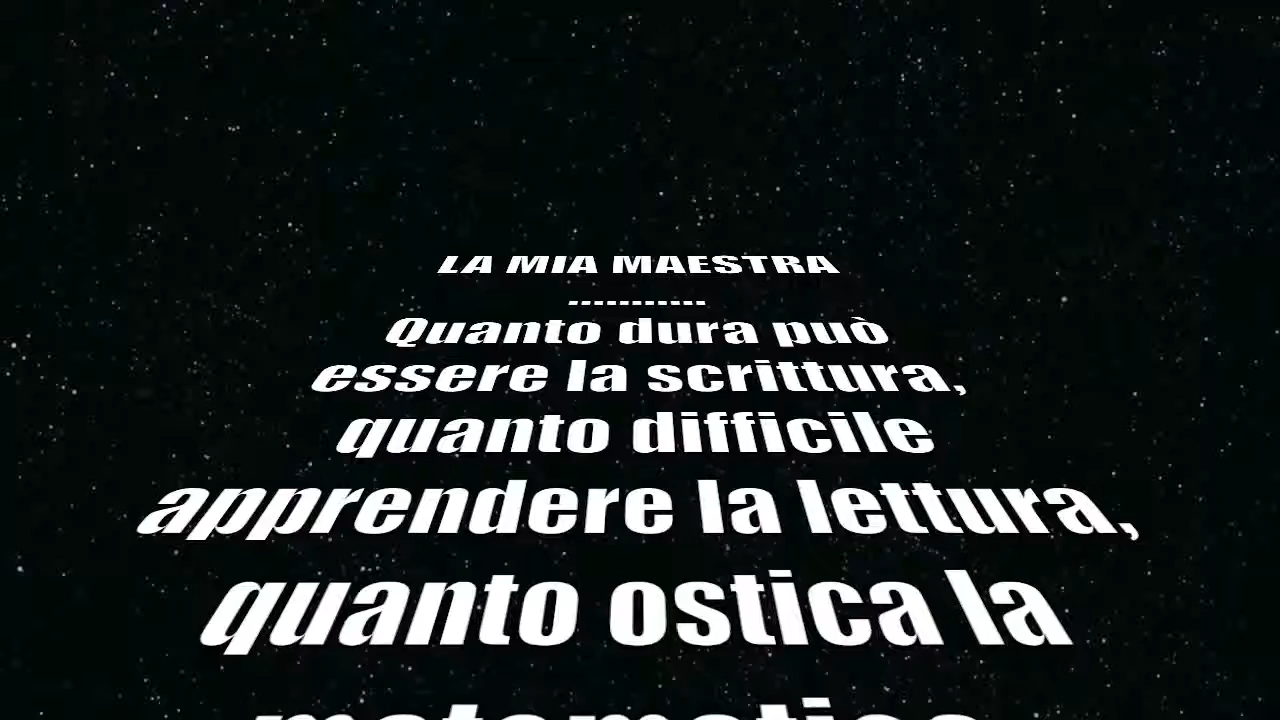 LA MIA MAESTRA
...........
Quanto dura può
essere la scrittura,
quanto difficile
apprendere la lettura,
quanto ostica la